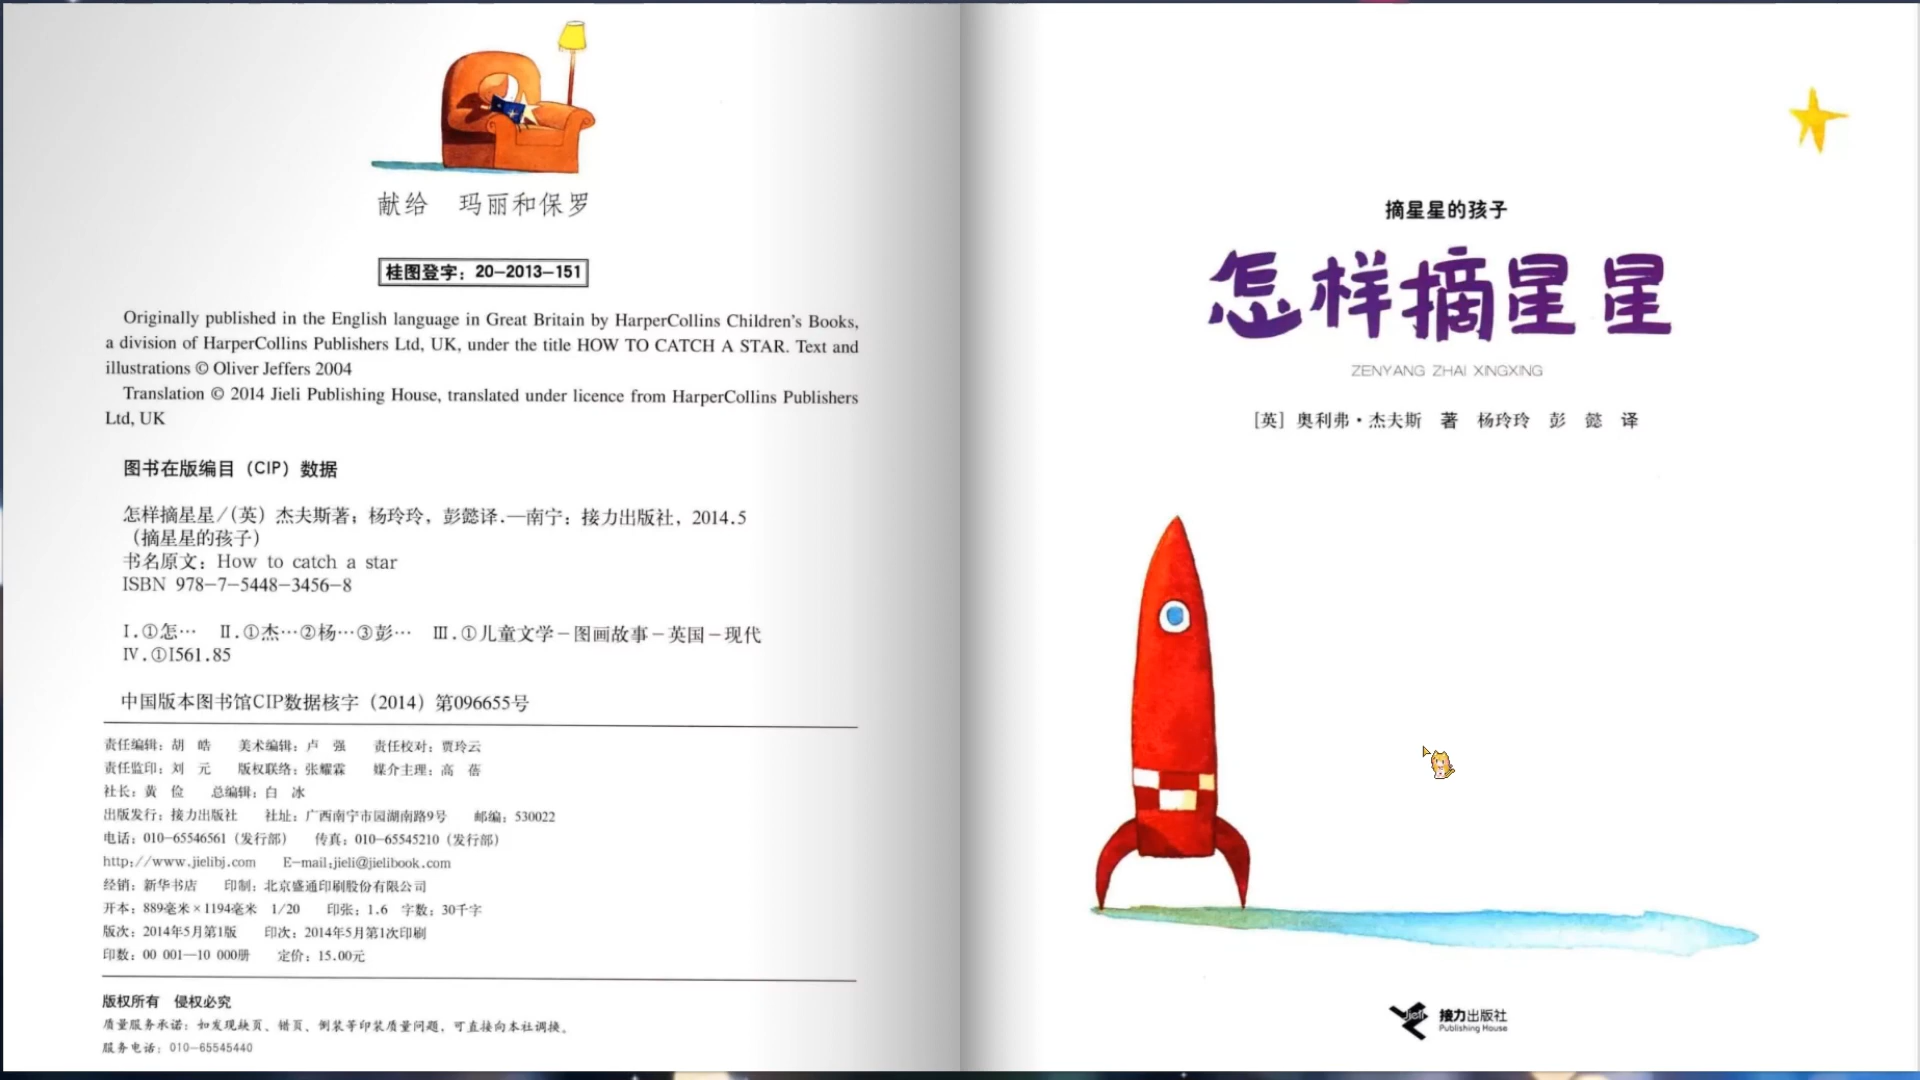 献给　玛丽和保罗
桂图登字：20-2013-151
Originally published in the English language in Great Britain by HarperCollins Children's Books,
a division of HarperCollins Publishers Ltd, UK, under the title HOW TO CATCH A STAR. Text and
illustrations © Oliver Jeffers 2004
Translation © 2014 Jieli Publishing House, translated under licence from HarperCollins Publishers
Ltd, UK
图书在版编目（CIP）数据
怎样摘星星/（英）杰夫斯著；杨玲玲，彭懿译.—南宁：接力出版社，2014.5
（摘星星的孩子）
书名原文：How to catch a star
ISBN 978-7-5448-3456-8
Ⅰ.①怎… Ⅱ.①杰…②杨…③彭… Ⅲ.①儿童文学－图画故事－英国－现代
Ⅳ.①I561.85
中国版本图书馆CIP数据核字（2014）第096655号
责任编辑：胡　皓　　美术编辑：卢　强　　责任校对：贾玲云
责任监印：刘　元　　版权联络：张耀霖　　媒介主理：高　蓓
社长：黄　俭　　总编辑：白　冰
出版发行：接力出版社　　社址：广西南宁市园湖南路9号　　邮编：530022
电话：010-65546561（发行部）　　传真：010-65545210（发行部）
http://www.jielibj.com　　E-mail:jieli@jielibook.com
经销：新华书店　　印制：北京盛通印刷股份有限公司
开本：889毫米×1194毫米　1/20　　印张：1.6　字数：30千字
版次：2014年5月第1版　　印次：2014年5月第1次印刷
印数：00 001—10 000册　　定价：15.00元
版权所有　侵权必究
质量服务承诺：如发现缺页、错页、倒装等印装质量问题，可直接向本社调换。
服务电话：010-65545440
摘星星的孩子
怎样摘星星
ZENYANG ZHAI XINGXING
［英］奥利弗·杰夫斯　著　杨玲玲　彭　懿　译
Jieli
接力出版社
Publishing House